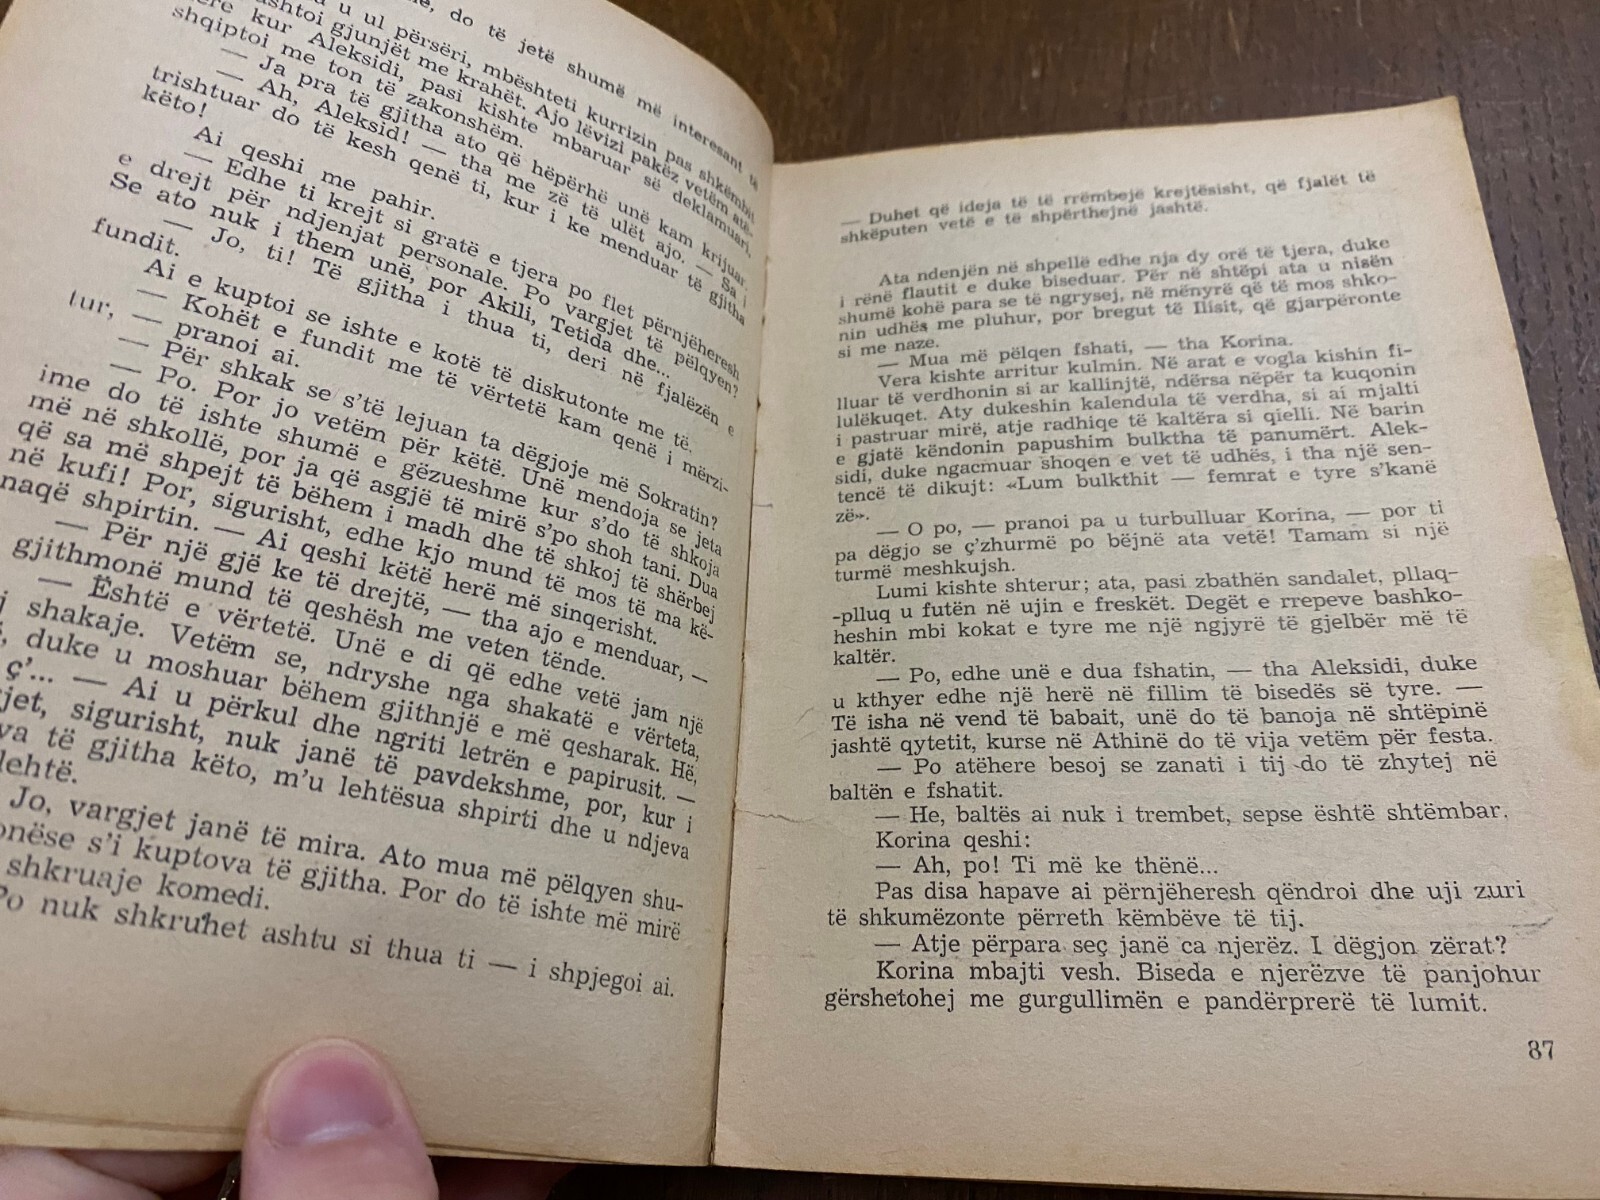 do të jetë shumë më interesant të
u ul përsëri, mbështeti kurrizin pas shkëmbit
gjunjët me krahët. Ajo lëvizi pakëz vetëm atë-
kur Aleksidi, pasi kishte mbaruar së deklamuari,
shqiptoi me ton të zakonshëm.
— Ja pra të gjitha ato që hëpërhë unë kam krijuar.
— Ah, Aleksid! — tha me zë të ulët ajo. — Sa i
trishtuar do të kesh qenë ti, kur i ke menduar të gjitha
këto!
Ai qeshi me pahir.
— Edhe ti krejt si gratë e tjera po flet përnjëheresh
e drejt për ndjenjat personale. Po vargjet të pëlqyen?
Se ato nuk i them unë, por Akili, Tetida dhe...
— Jo, ti! Të gjitha i thua ti, deri në fjalëzën e
fundit.
Ai e kuptoi se ishte e kotë të diskutonte me të.
— Kohët e fundit me të vërtetë kam qenë i mërzi-
tur, — pranoi ai.
— Për shkak se s'të lejuan ta dëgjoje më Sokratin?
— Po. Por jo vetëm për këtë. Unë mendoja se jeta
ime do të ishte shumë e gëzueshme kur s'do të shkoja
më në shkollë, por ja që asgjë të mirë s'po shoh tani. Dua
që sa më shpejt të bëhem i madh dhe të shkoj të shërbej
në kufi! Por, sigurisht, edhe kjo mund të mos të ma kë-
naqë shpirtin. — Ai qeshi këtë herë më sinqerisht.
— Për një gjë ke të drejtë, — tha ajo e menduar, —
gjithmonë mund të qeshësh me veten tënde.
— Është e vërtetë. Unë e di që edhe vetë jam një
shakaje. Vetëm se, ndryshe nga shakatë e vërteta,
duke u moshuar bëhem gjithnjë e më qesharak. Hë,
ç'... — Ai u përkul dhe ngriti letrën e papirusit. —
sigurisht, nuk janë të pavdekshme, por, kur i
të gjitha këto, m'u lehtësua shpirti dhe u ndjeva
lehtë.
Jo, vargjet janë të mira. Ato mua më pëlqyen shu-
s'i kuptova të gjitha. Por do të ishte më mirë
shkruaje komedi.
Po nuk shkruhet ashtu si thua ti — i shpjegoi ai.
— Duhet që ideja të të rrëmbejë krejtësisht, që fjalët të
shkëputen vetë e të shpërthejnë jashtë.
Ata ndenjën në shpellë edhe nja dy orë të tjera, duke
i rënë flautit e duke biseduar. Për në shtëpi ata u nisën
shumë kohë para se të ngrysej, në mënyrë që të mos shko-
nin udhës me pluhur, por bregut të Ilisit, që gjarpëronte
si me naze.
— Mua më pëlqen fshati, — tha Korina.
Vera kishte arritur kulmin. Në arat e vogla kishin fi-
lluar të verdhonin si ar kallinjtë, ndërsa nëpër ta kuqonin
lulëkuqet. Aty dukeshin kalendula të verdha, si ai mjalti
i pastruar mirë, atje radhiqe të kaltëra si qielli. Në barin
e gjatë këndonin papushim bulktha të panumërt. Alek-
sidi, duke ngacmuar shoqen e vet të udhës, i tha një sen-
tencë të dikujt: «Lum bulkthit — femrat e tyre s'kanë
zë».
— O po, — pranoi pa u turbulluar Korina, — por ti
pa dëgjo se ç'zhurmë po bëjnë ata vetë! Tamam si një
turmë meshkujsh.
Lumi kishte shterur; ata, pasi zbathën sandalet, pllaq-
-plluq u futën në ujin e freskët. Degët e rrepeve bashko-
heshin mbi kokat e tyre me një ngjyrë të gjelbër më të
kaltër.
— Po, edhe unë e dua fshatin, — tha Aleksidi, duke
u kthyer edhe një herë në fillim të bisedës së tyre. —
Të isha në vend të babait, unë do të banoja në shtëpinë
jashtë qytetit, kurse në Athinë do të vija vetëm për festa.
— Po atëhere besoj se zanati i tij do të zhytej në
baltën e fshatit.
— He, baltës ai nuk i trembet, sepse është shtëmbar.
Korina qeshi:
— Ah, po! Ti më ke thënë...
Pas disa hapave ai përnjëheresh qëndroi dhe uji zuri
të shkumëzonte përreth këmbëve të tij.
— Atje përpara seç janë ca njerëz. I dëgjon zërat?
Korina mbajti vesh. Biseda e njerëzve të panjohur
gërshetohej me gurgullimën e pandërprerë të lumit.
87